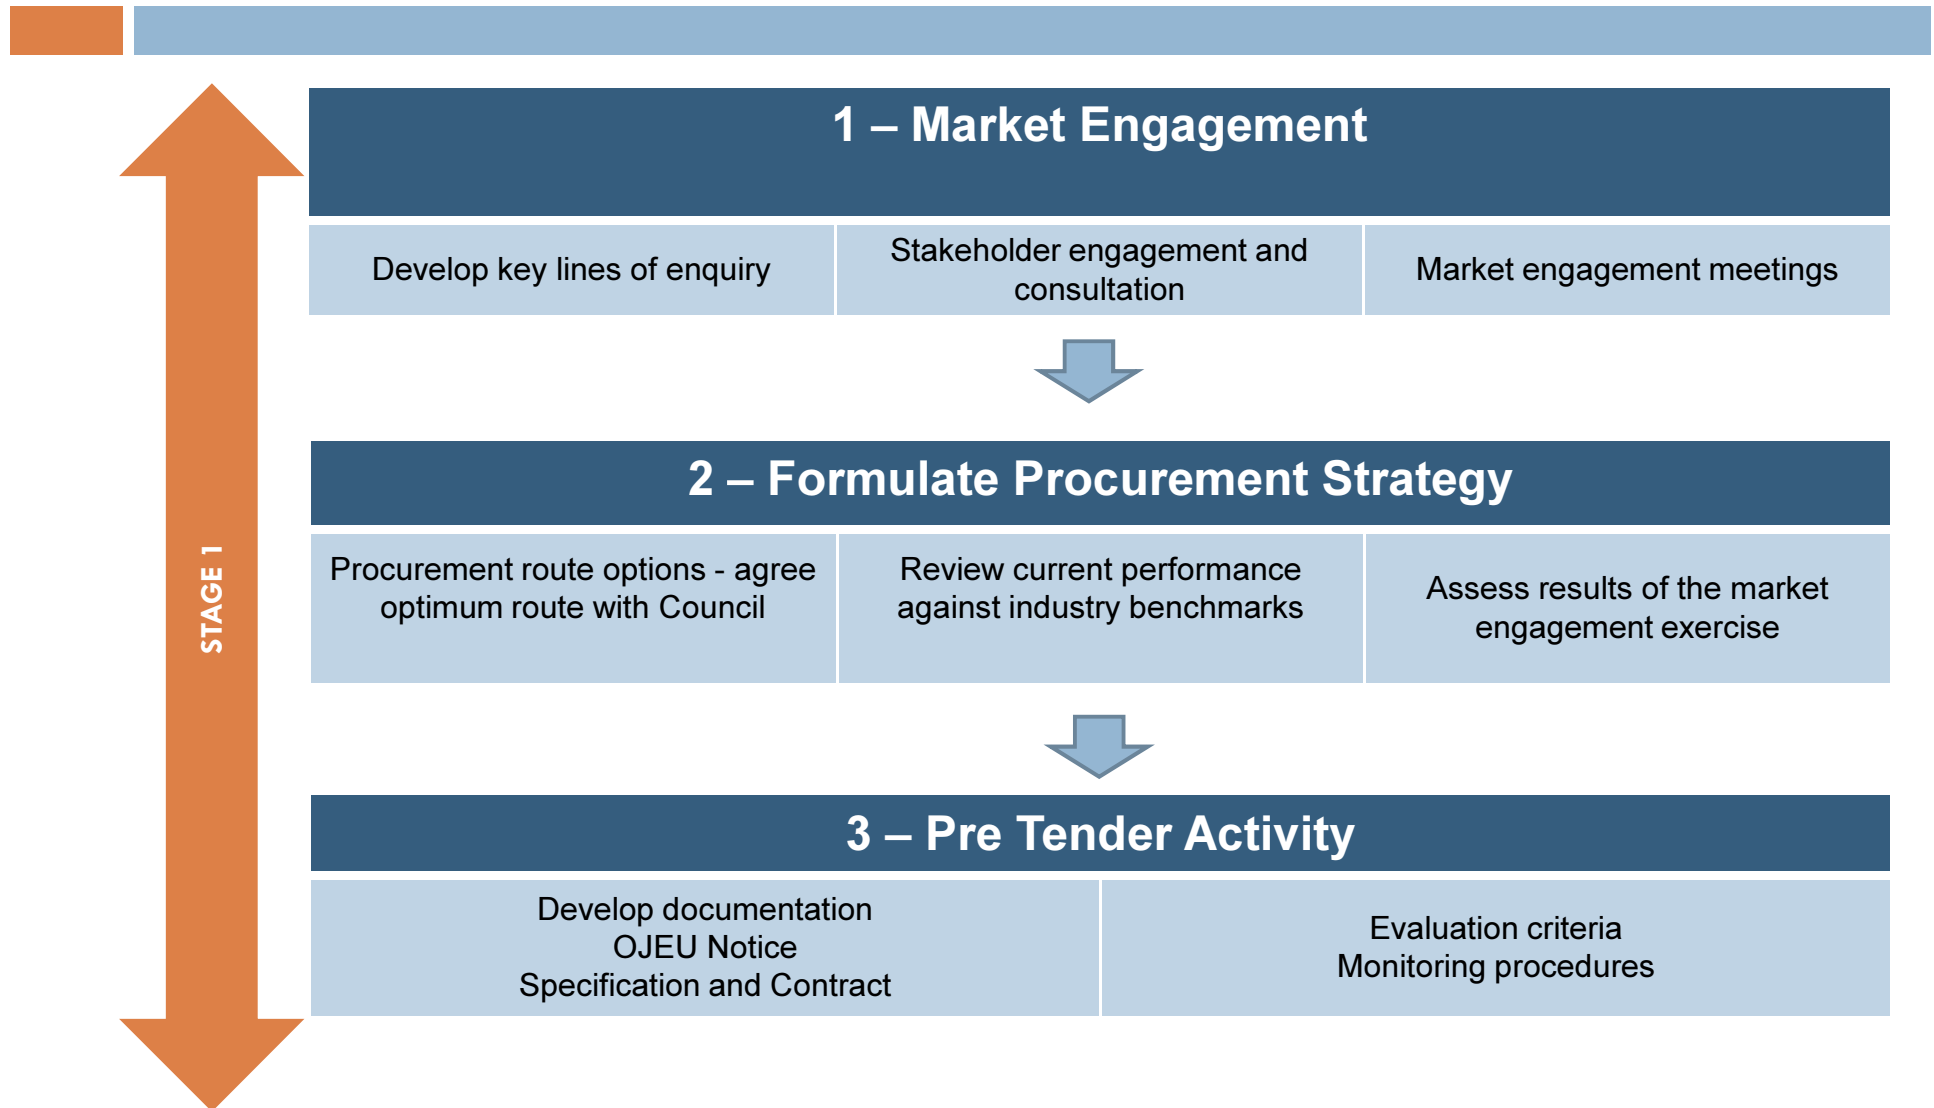 1 – Market Engagement
Develop key lines of enquiry
Stakeholder engagement and
consultation
Market engagement meetings
STAGE 1
2 – Formulate Procurement Strategy
Procurement route options - agree
optimum route with Council
Review current performance
against industry benchmarks
Assess results of the market
engagement exercise
3 – Pre Tender Activity
Develop documentation
OJEU Notice
Specification and Contract
Evaluation criteria
Monitoring procedures